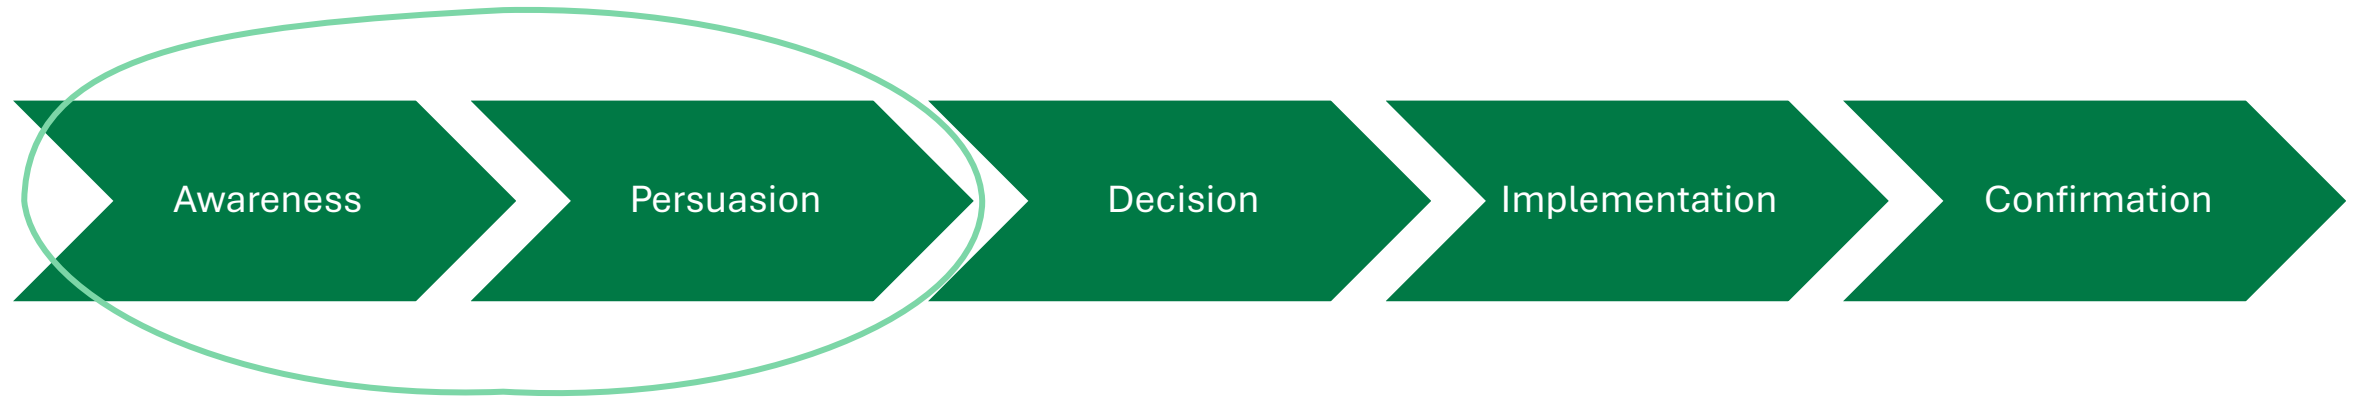 Awareness
Persuasion
Decision
Implementation
Confirmation